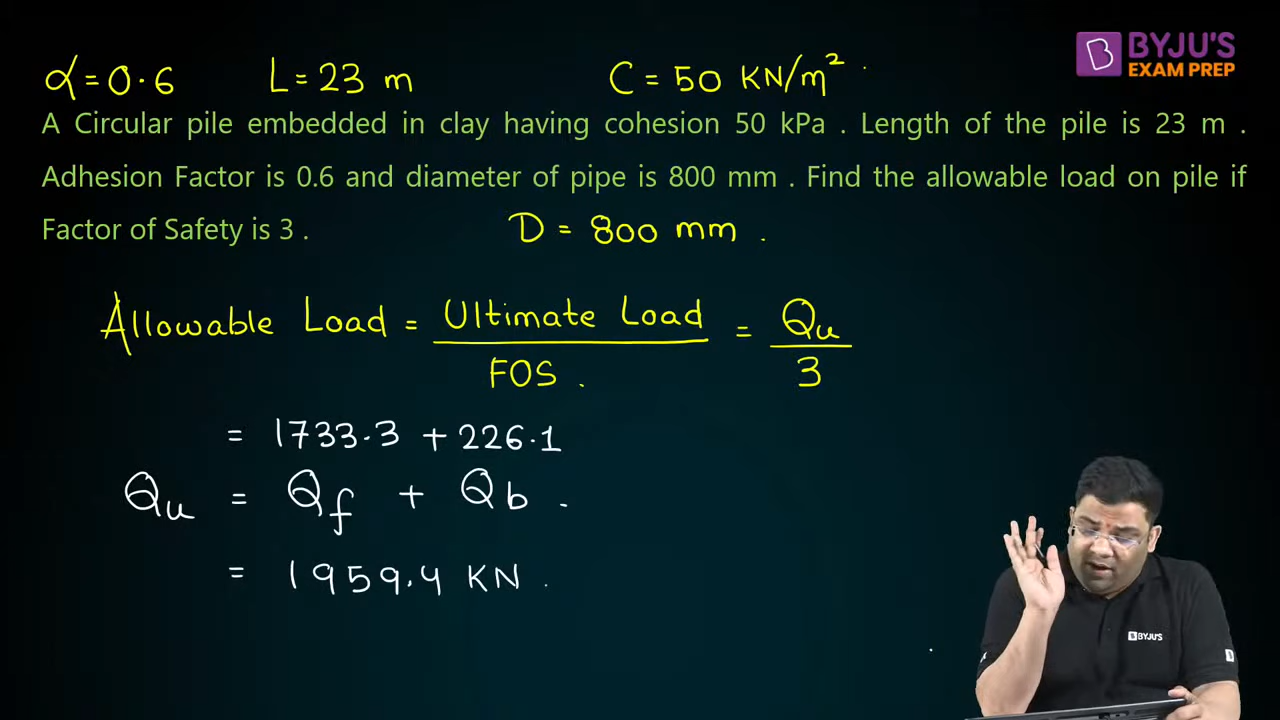 BYJU'S
EXAM PREP
α = 0.6 L = 23 m C = 50 KN/m² .
A Circular pile embedded in clay having cohesion 50 kPa . Length of the pile is 23 m .
Adhesion Factor is 0.6 and diameter of pipe is 800 mm . Find the allowable load on pile if
Factor of Safety is 3 . D = 800 mm .
Allowable Load = Ultimate Load / FOS . = Qu / 3
= 1733.3 + 226.1
Qu = Qf + Qb .
= 1959.4 KN .
BYJU'S